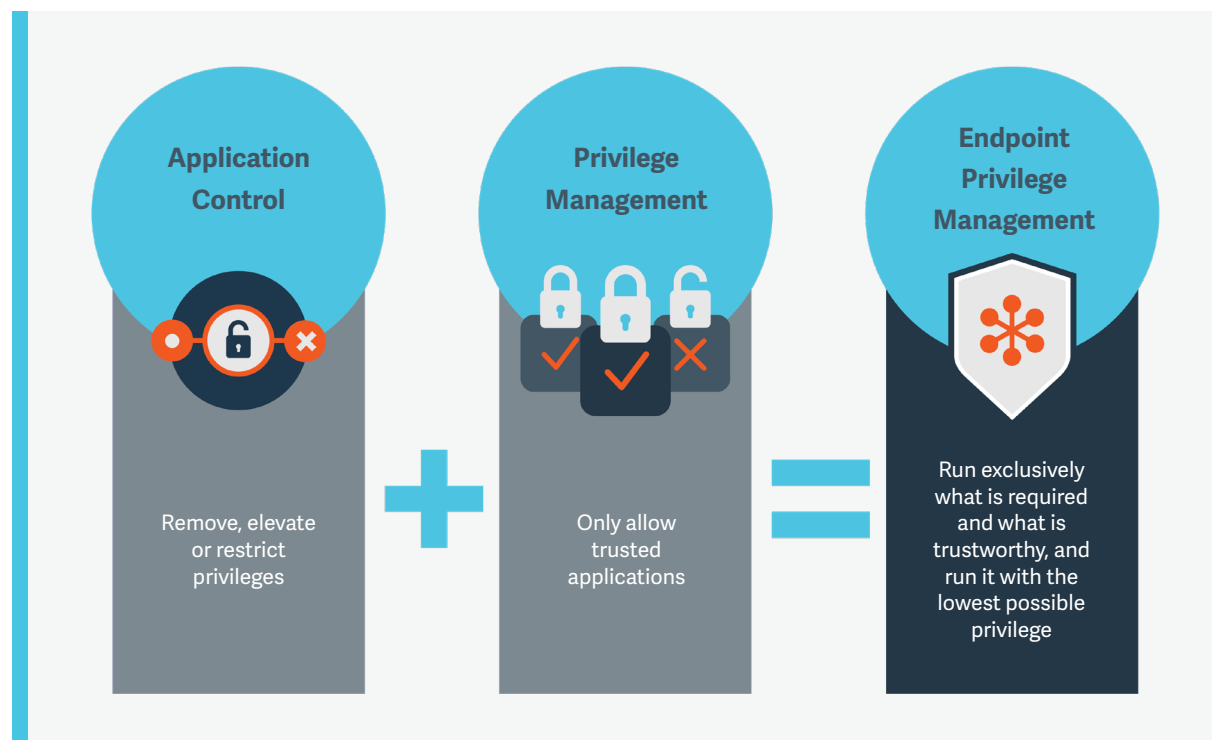 Application
Control
Remove, elevate
or restrict
privileges
Privilege
Management
Only allow
trusted
applications
Endpoint
Privilege
Management
Run exclusively
what is required
and what is
trustworthy, and
run it with the
lowest possible
privilege